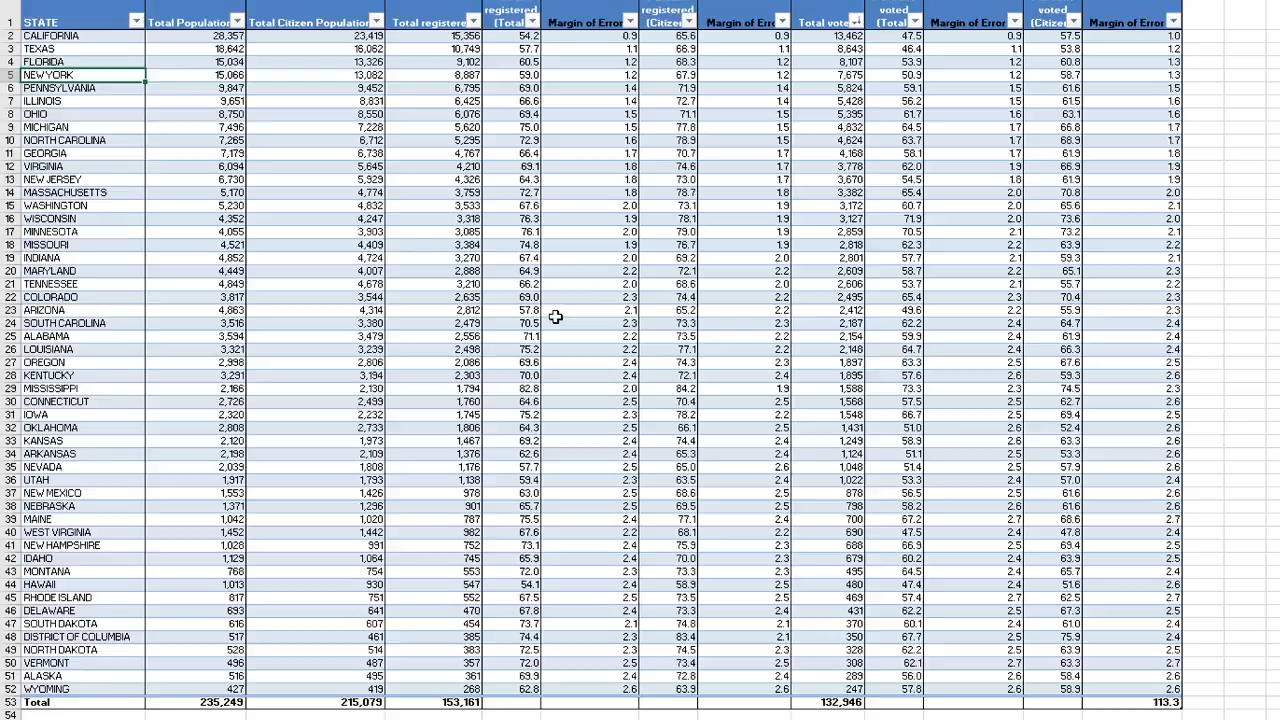 registered registered voted voted
1 STATE Total Population Total Citizen Population Total registere (Total Margin of Error (Citize Margin of Error Total vote (Total Margin of Error (Citize Margin of Error
2 CALIFORNIA 28,357 23,419 15,356 54.2 0.9 65.6 0.9 13,462 47.5 0.9 57.5 1.0
3 TEXAS 18,642 16,062 10,749 57.7 1.1 66.9 1.1 8,643 46.4 1.1 53.8 1.2
4 FLORIDA 15,034 13,326 9,102 60.5 1.2 68.3 1.2 8,107 53.9 1.2 60.8 1.3
5 NEW YORK 15,066 13,082 8,887 59.0 1.2 67.9 1.2 7,675 50.9 1.2 58.7 1.3
6 PENNSYLVANIA 9,847 9,452 6,795 69.0 1.4 71.9 1.4 5,824 59.1 1.5 61.6 1.5
7 ILLINOIS 9,651 8,831 6,425 66.6 1.4 72.7 1.4 5,428 56.2 1.5 61.5 1.6
8 OHIO 8,750 8,550 6,076 69.4 1.5 71.1 1.5 5,395 61.7 1.6 63.1 1.6
9 MICHIGAN 7,496 7,228 5,620 75.0 1.5 77.8 1.5 4,832 64.5 1.7 66.8 1.7
10 NORTH CAROLINA 7,265 6,712 5,295 72.9 1.6 78.9 1.5 4,624 63.7 1.7 68.9 1.7
11 GEORGIA 7,179 6,738 4,767 66.4 1.7 70.7 1.7 4,168 58.1 1.7 61.9 1.8
12 VIRGINIA 6,094 5,645 4,210 69.1 1.8 74.6 1.7 3,778 62.0 1.9 66.9 1.9
13 NEW JERSEY 6,730 5,929 4,326 64.3 1.8 73.0 1.7 3,670 54.5 1.8 61.9 1.9
14 MASSACHUSETTS 5,170 4,774 3,759 72.7 1.8 78.7 1.8 3,382 65.4 2.0 70.8 2.0
15 WASHINGTON 5,230 4,832 3,533 67.6 2.0 73.1 1.9 3,172 60.7 2.0 65.6 2.1
16 WISCONSIN 4,352 4,247 3,318 76.3 1.9 78.1 1.9 3,127 71.9 2.0 73.6 2.0
17 MINNESOTA 4,055 3,903 3,085 76.1 2.0 79.0 1.9 2,859 70.5 2.1 73.2 2.1
18 MISSOURI 4,521 4,409 3,384 74.8 1.9 76.7 1.9 2,818 62.3 2.2 63.9 2.2
19 INDIANA 4,852 4,724 3,270 67.4 2.0 69.2 2.0 2,801 57.7 2.1 59.3 2.1
20 MARYLAND 4,449 4,007 2,888 64.9 2.2 72.1 2.2 2,609 58.7 2.2 65.1 2.3
21 TENNESSEE 4,849 4,678 3,210 66.2 2.0 68.6 2.0 2,606 53.7 2.1 55.7 2.2
22 COLORADO 3,817 3,544 2,635 69.0 2.3 74.4 2.2 2,495 65.4 2.3 70.4 2.3
23 ARIZONA 4,863 4,314 2,812 57.8 2.1 65.2 2.2 2,412 49.6 2.2 55.9 2.3
24 SOUTH CAROLINA 3,516 3,380 2,479 70.5 2.3 73.3 2.3 2,187 62.2 2.4 64.7 2.4
25 ALABAMA 3,594 3,479 2,556 71.1 2.2 73.5 2.2 2,154 59.9 2.4 61.9 2.4
26 LOUISIANA 3,321 3,239 2,498 75.2 2.2 77.1 2.2 2,148 64.7 2.4 66.3 2.4
27 OREGON 2,998 2,806 2,086 69.6 2.4 74.3 2.3 1,897 63.3 2.5 67.6 2.5
28 KENTUCKY 3,291 3,194 2,303 70.0 2.4 72.1 2.4 1,895 57.6 2.6 59.3 2.6
29 MISSISSIPPI 2,166 2,130 1,794 82.8 2.0 84.2 1.9 1,588 73.3 2.3 74.5 2.3
30 CONNECTICUT 2,726 2,499 1,760 64.6 2.5 70.4 2.5 1,568 57.5 2.5 62.7 2.6
31 IOWA 2,320 2,232 1,745 75.2 2.3 78.2 2.2 1,548 66.7 2.5 69.4 2.5
32 OKLAHOMA 2,808 2,733 1,806 64.3 2.5 66.1 2.5 1,431 51.0 2.6 52.4 2.6
33 KANSAS 2,120 1,973 1,467 69.2 2.4 74.4 2.4 1,249 58.9 2.6 63.3 2.6
34 ARKANSAS 2,198 2,109 1,376 62.6 2.4 65.3 2.4 1,124 51.1 2.5 53.3 2.5
35 NEVADA 2,039 1,808 1,176 57.7 2.5 65.0 2.6 1,048 51.4 2.5 57.9 2.6
36 UTAH 1,917 1,793 1,138 59.4 2.3 63.5 2.4 1,022 53.3 2.4 57.0 2.4
37 NEW MEXICO 1,553 1,426 978 63.0 2.5 68.6 2.5 878 56.5 2.6 61.6 2.6
38 NEBRASKA 1,371 1,296 901 65.7 2.5 69.5 2.5 798 58.2 2.6 61.6 2.6
39 MAINE 1,042 1,020 787 75.5 2.4 77.1 2.4 700 67.2 2.7 68.6 2.7
40 WEST VIRGINIA 1,452 1,442 982 67.6 2.2 68.1 2.2 690 47.5 2.4 47.8 2.4
41 NEW HAMPSHIRE 1,028 991 752 73.1 2.4 75.9 2.3 688 66.9 2.5 69.4 2.5
42 IDAHO 1,129 1,064 745 65.9 2.4 70.0 2.4 679 60.2 2.5 63.9 2.5
43 MONTANA 768 754 553 72.0 2.3 73.3 2.3 495 64.5 2.4 65.7 2.4
44 HAWAII 1,013 930 547 54.1 2.4 58.9 2.5 480 47.4 2.4 51.6 2.6
45 RHODE ISLAND 817 751 552 67.5 2.5 73.5 2.5 469 57.4 2.7 62.5 2.7
46 DELAWARE 693 641 470 67.8 2.4 73.3 2.4 431 62.2 2.5 67.3 2.5
47 SOUTH DAKOTA 616 607 454 73.7 2.1 74.8 2.1 370 60.1 2.4 61.0 2.4
48 DISTRICT OF COLUMBIA 517 461 385 74.4 2.3 83.4 2.1 350 67.7 2.4 75.9 2.4
49 NORTH DAKOTA 528 514 383 72.5 2.3 74.5 2.3 328 62.2 2.5 63.9 2.5
50 VERMONT 496 487 357 72.0 2.5 73.4 2.5 308 62.1 2.7 63.3 2.7
51 ALASKA 516 495 361 69.9 2.4 72.8 2.4 289 56.0 2.6 58.4 2.6
52 WYOMING 427 419 268 62.8 2.6 63.9 2.6 247 57.8 2.6 58.9 2.6
53 Total 235,249 215,079 153,161 132,946 113.3
54